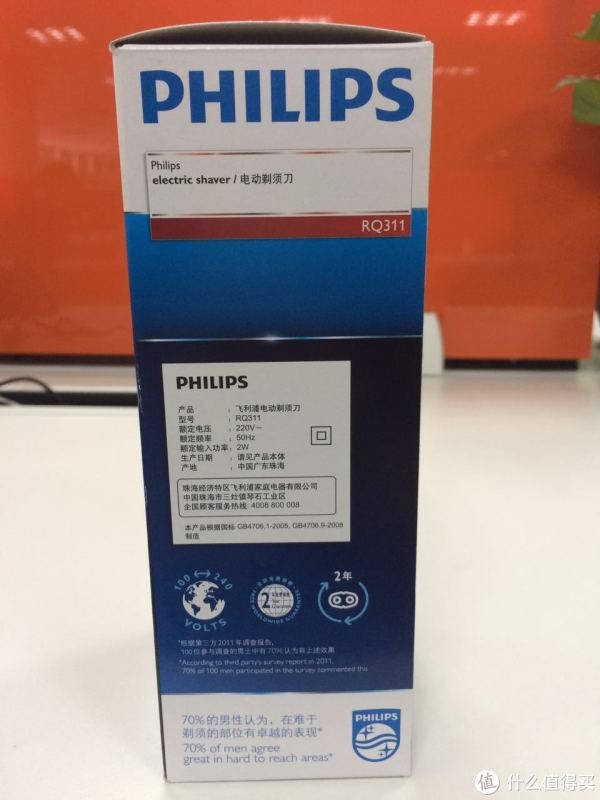 PHILIPS
Philips
electric shaver / 电动剃须刀
RQ311
PHILIPS
产品 : 飞利浦电动剃须刀
型号 : RQ311
额定电压 : 220V~
额定频率 : 50Hz
额定输入功率: 2W
生产日期 : 请见产品本体
产地 : 中国广东珠海
珠海经济特区飞利浦家庭电器有限公司
中国珠海市三灶镇琴石工业区
全国顾客服务热线: 4008 800 008
本产品根据国标 GB4706.1-2005, GB4706.9-2008
制造
100 240
VOLTS
2
WORLDWIDE GUARANTEE
2年
*根据第三方2011年调查报告,
100位参与调查的男士中有70%认为有上述效果
*According to third party's survey report in 2011,
70% of 100 men participated in the survey commented this
70%的男性认为，在难于
剃须的部位有卓越的表现*
70% of men agree
great in hard to reach areas*
PHILIPS
值 什么值得买